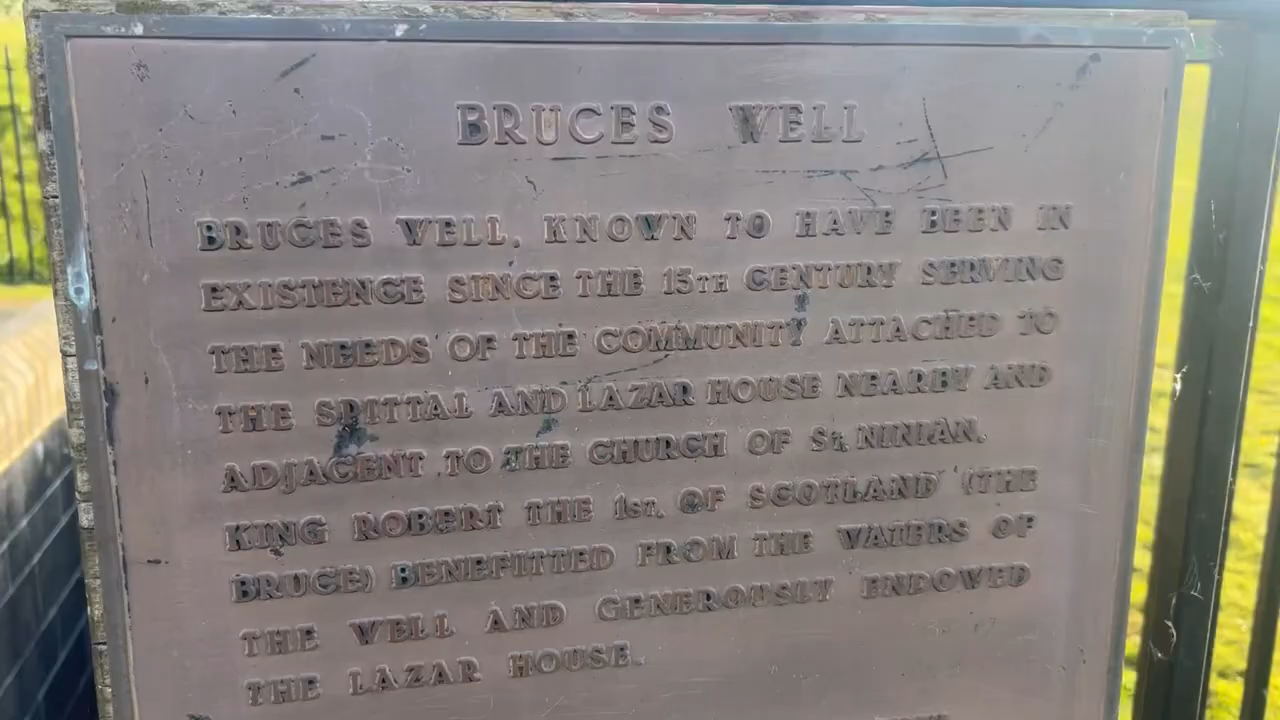 BRUCES WELL
BRUCES WELL, KNOWN TO HAVE BEEN IN
EXISTENCE SINCE THE 15TH CENTURY SERVING
THE NEEDS OF THE COMMUNITY ATTACHED TO
THE SPITTAL AND LAZAR HOUSE NEARBY AND
ADJACENT TO THE CHURCH OF St. NINIAN.
KING ROBERT THE 1st. OF SCOTLAND (THE
BRUCE) BENEFITTED FROM THE WATERS OF
THE WELL AND GENEROUSLY ENDOWED
THE LAZAR HOUSE.